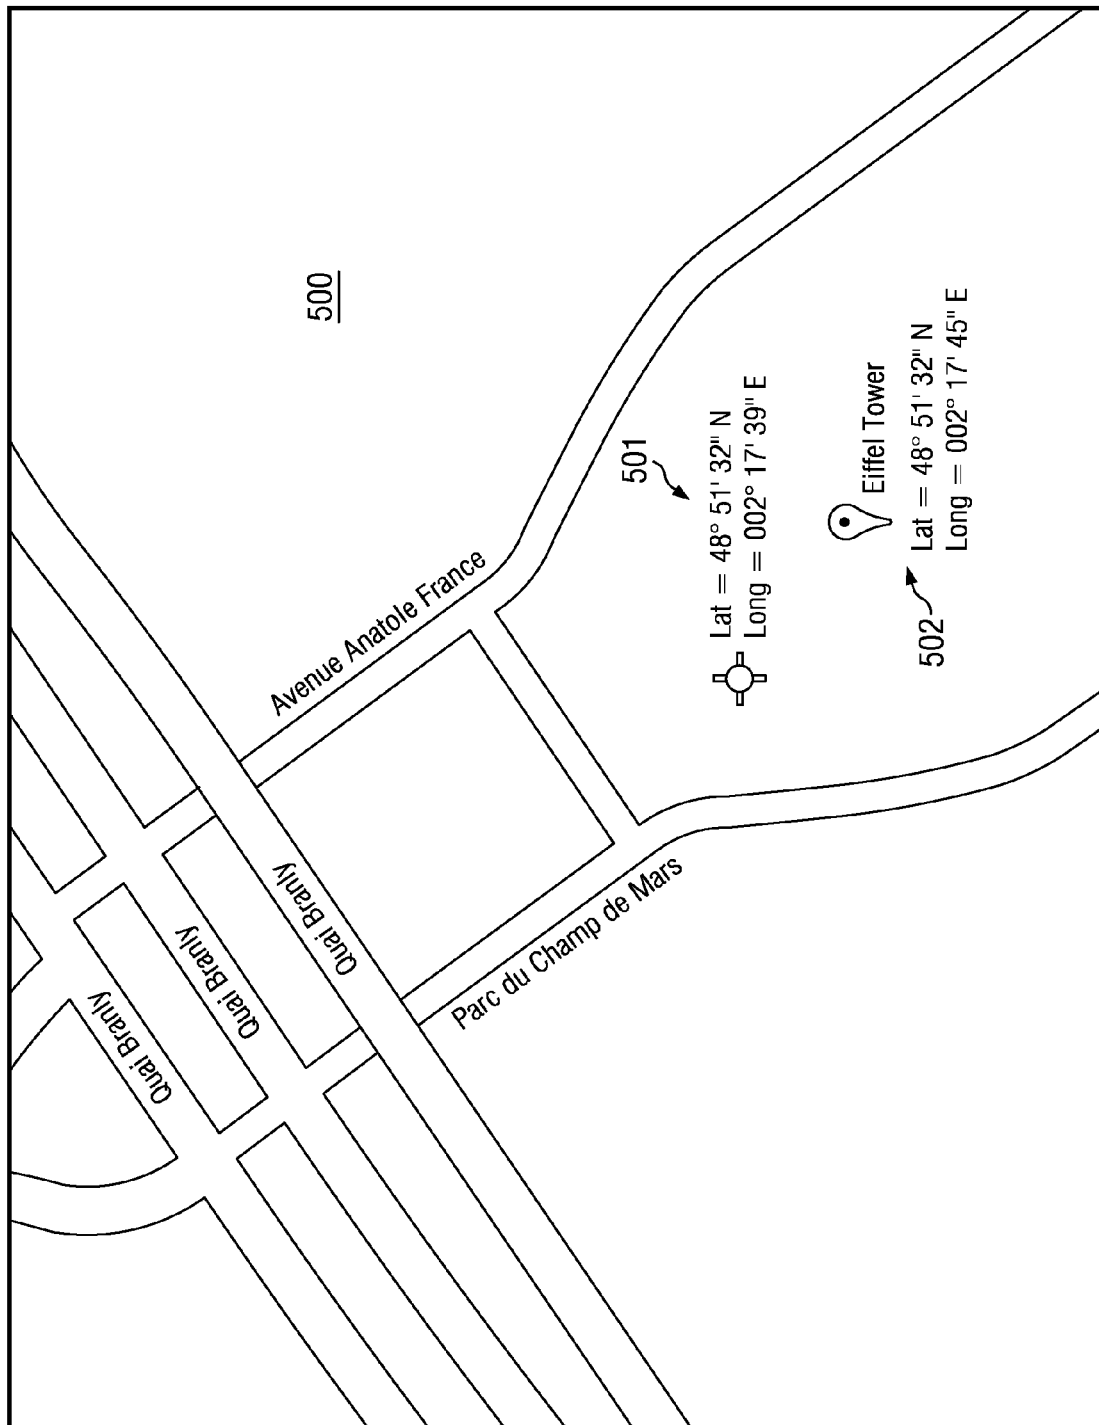 500
Quai Branly
Quai Branly
Quai Branly
Avenue Anatole France
Parc du Champ de Mars
501
Lat = 48° 51' 32" N
Long = 002° 17' 39" E
Eiffel Tower
502
Lat = 48° 51' 32" N
Long = 002° 17' 45" E